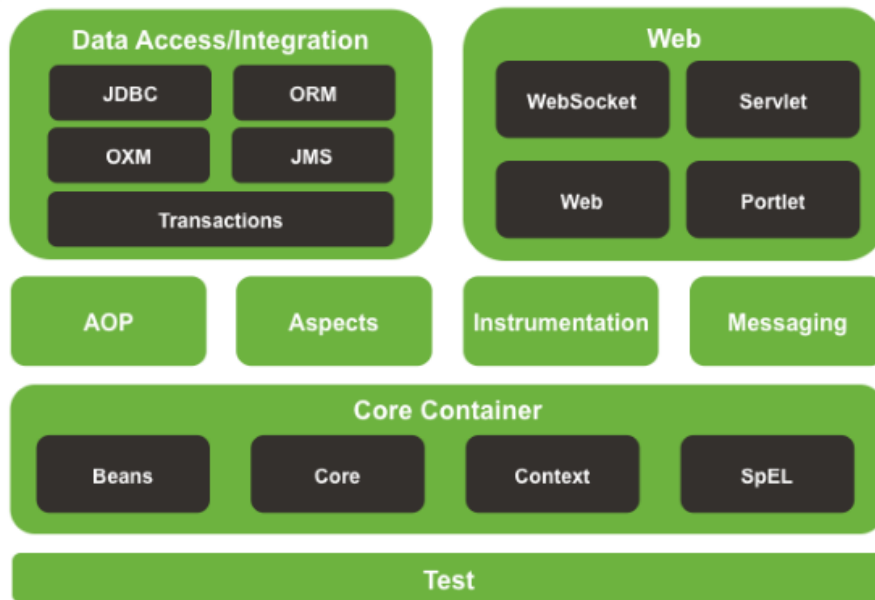 Data Access/Integration
JDBC
ORM
OXM
JMS
Transactions
Web
WebSocket
Servlet
Web
Portlet
AOP
Aspects
Instrumentation
Messaging
Core Container
Beans
Core
Context
SpEL
Test